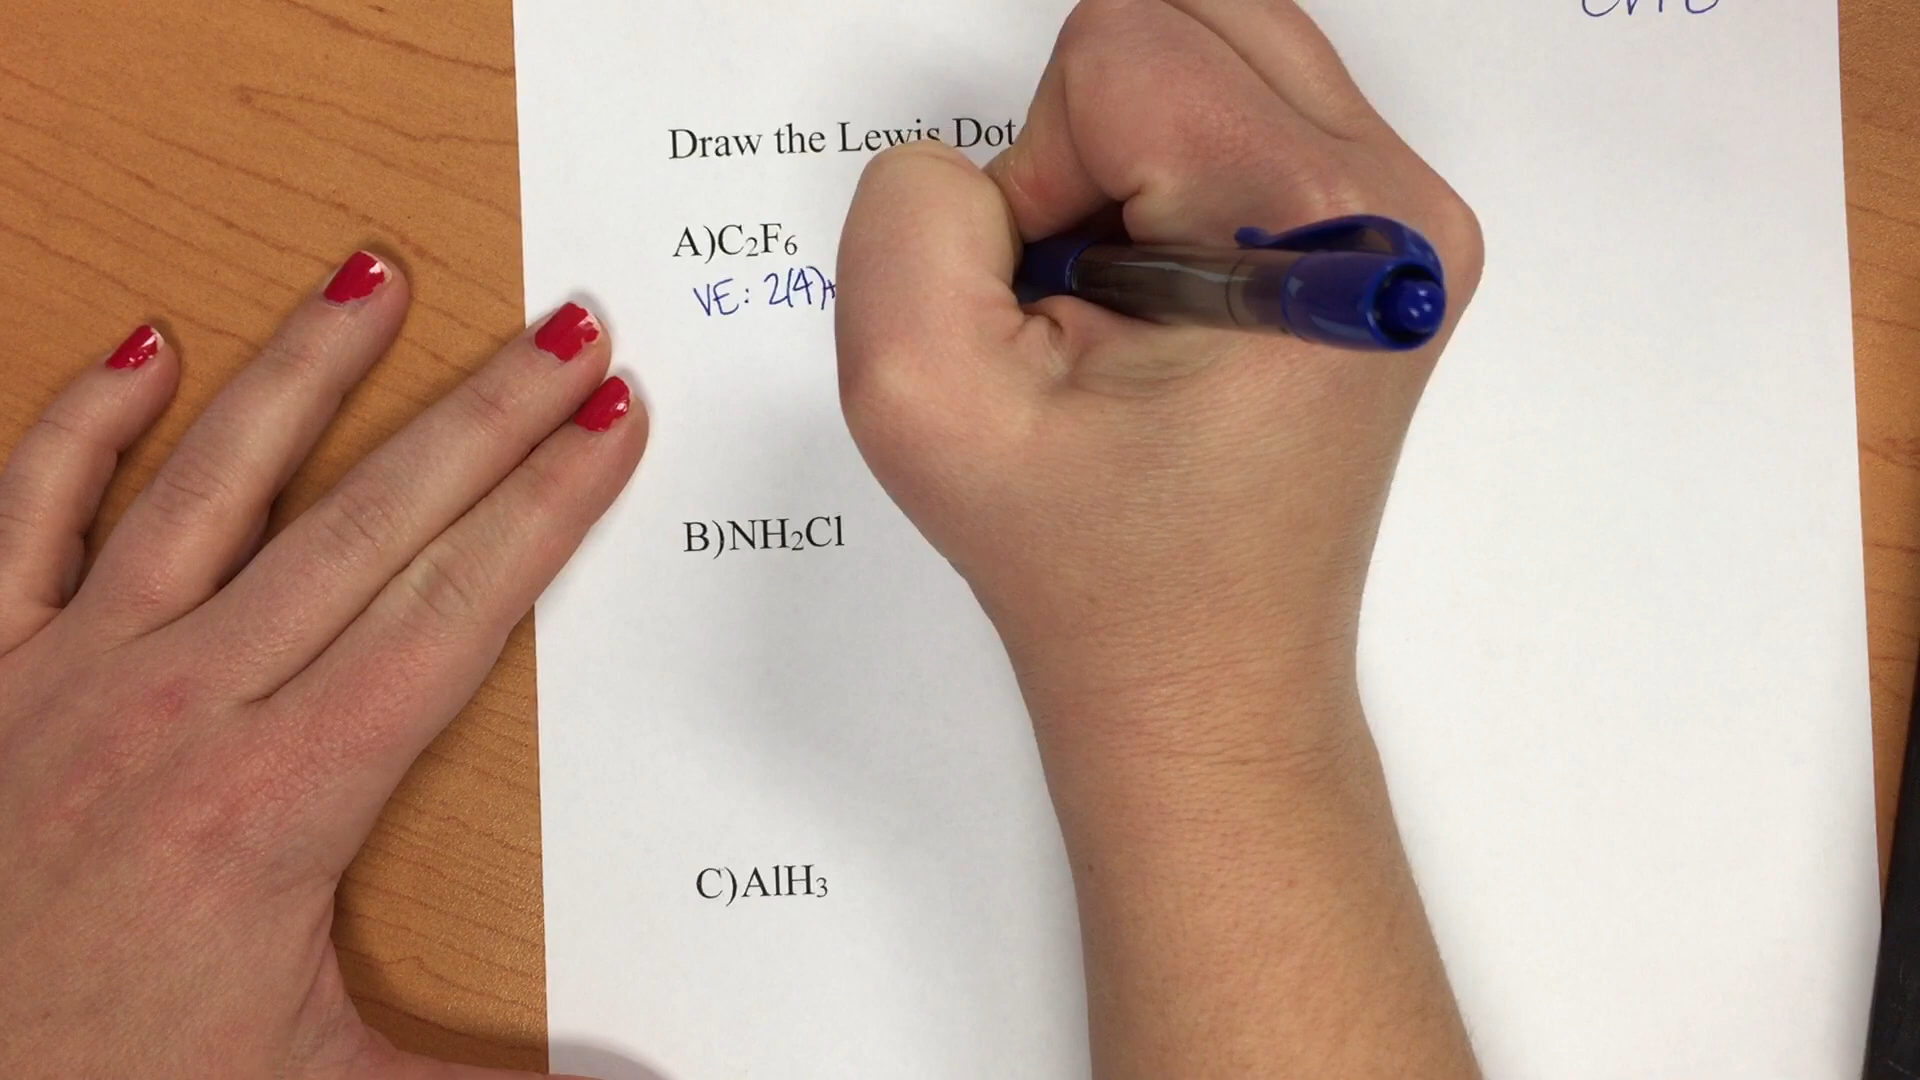 Draw the Lewis Dot
A)C₂F₆
VE: 2(4)+
B)NH₂Cl
C)AlH₃